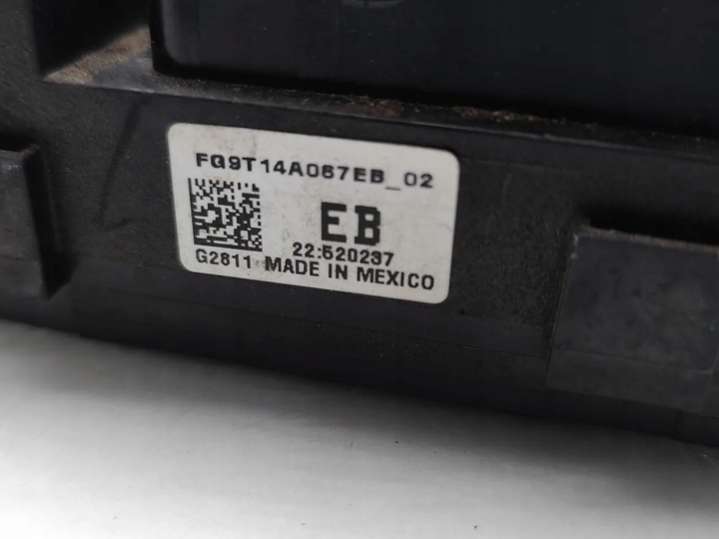 FG9T14A067EB_02
EB
22:520237
G2811 MADE IN MEXICO